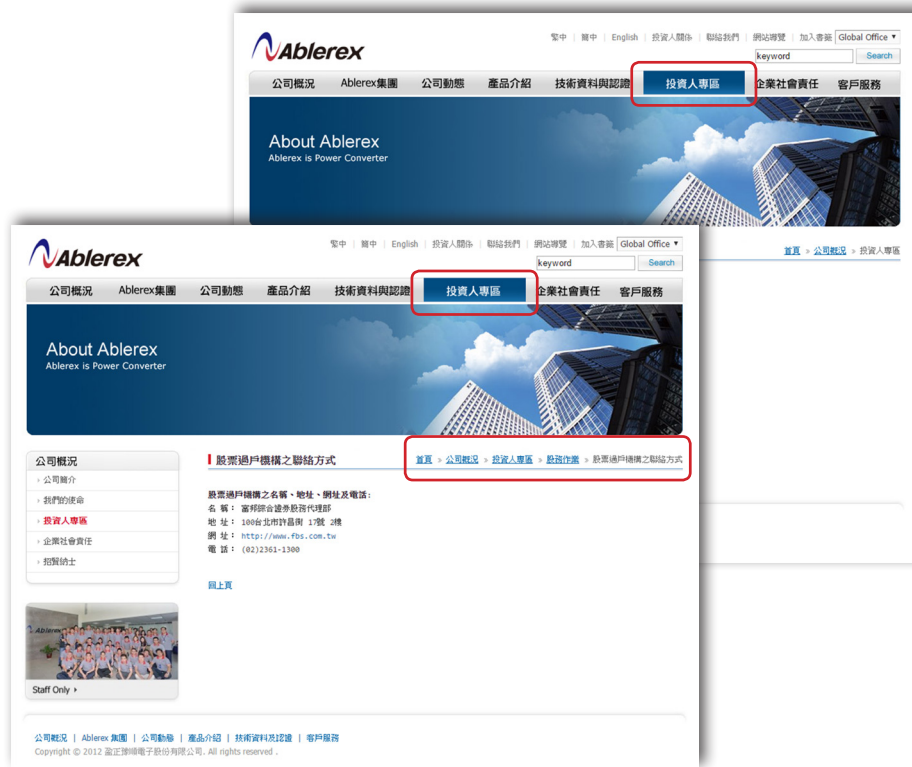 Ablerex
繁中 | 簡中 | English | 投資人關係 | 聯絡我們 | 網站導覽 | 加入書籤 Global Office
keyword Search
公司概況 Ablerex集團 公司動態 產品介紹 技術資料與認證 投資人專區 企業社會責任 客戶服務
About Ablerex
Ablerex is Power Converter
首頁 » 公司概況 » 投資人專區
Ablerex
繁中 | 簡中 | English | 投資人關係 | 聯絡我們 | 網站導覽 | 加入書籤 Global Office
keyword Search
公司概況 Ablerex集團 公司動態 產品介紹 技術資料與認證 投資人專區 企業社會責任 客戶服務
About Ablerex
Ablerex is Power Converter
公司概況
› 公司簡介
› 我們的使命
› 投資人專區
› 企業社會責任
› 招賢納士
股票過戶機構之聯絡方式
首頁 » 公司概況 » 投資人專區 » 股務作業 » 股票過戶機構之聯絡方式
股票過戶機構之名稱、地址、網址及電話:
名 稱： 富邦綜合證券股務代理部
地 址： 100台北市許昌街 17號 2樓
網 址： http://www.fbs.com.tw
電 話： (02)2361-1300
回上頁
Ablerex
Staff Only
公司概況 | Ablerex 集團 | 公司動態 | 產品介紹 | 技術資料及認證 | 客戶服務
Copyright © 2012 盈正豫順電子股份有限公司. All rights reserved .